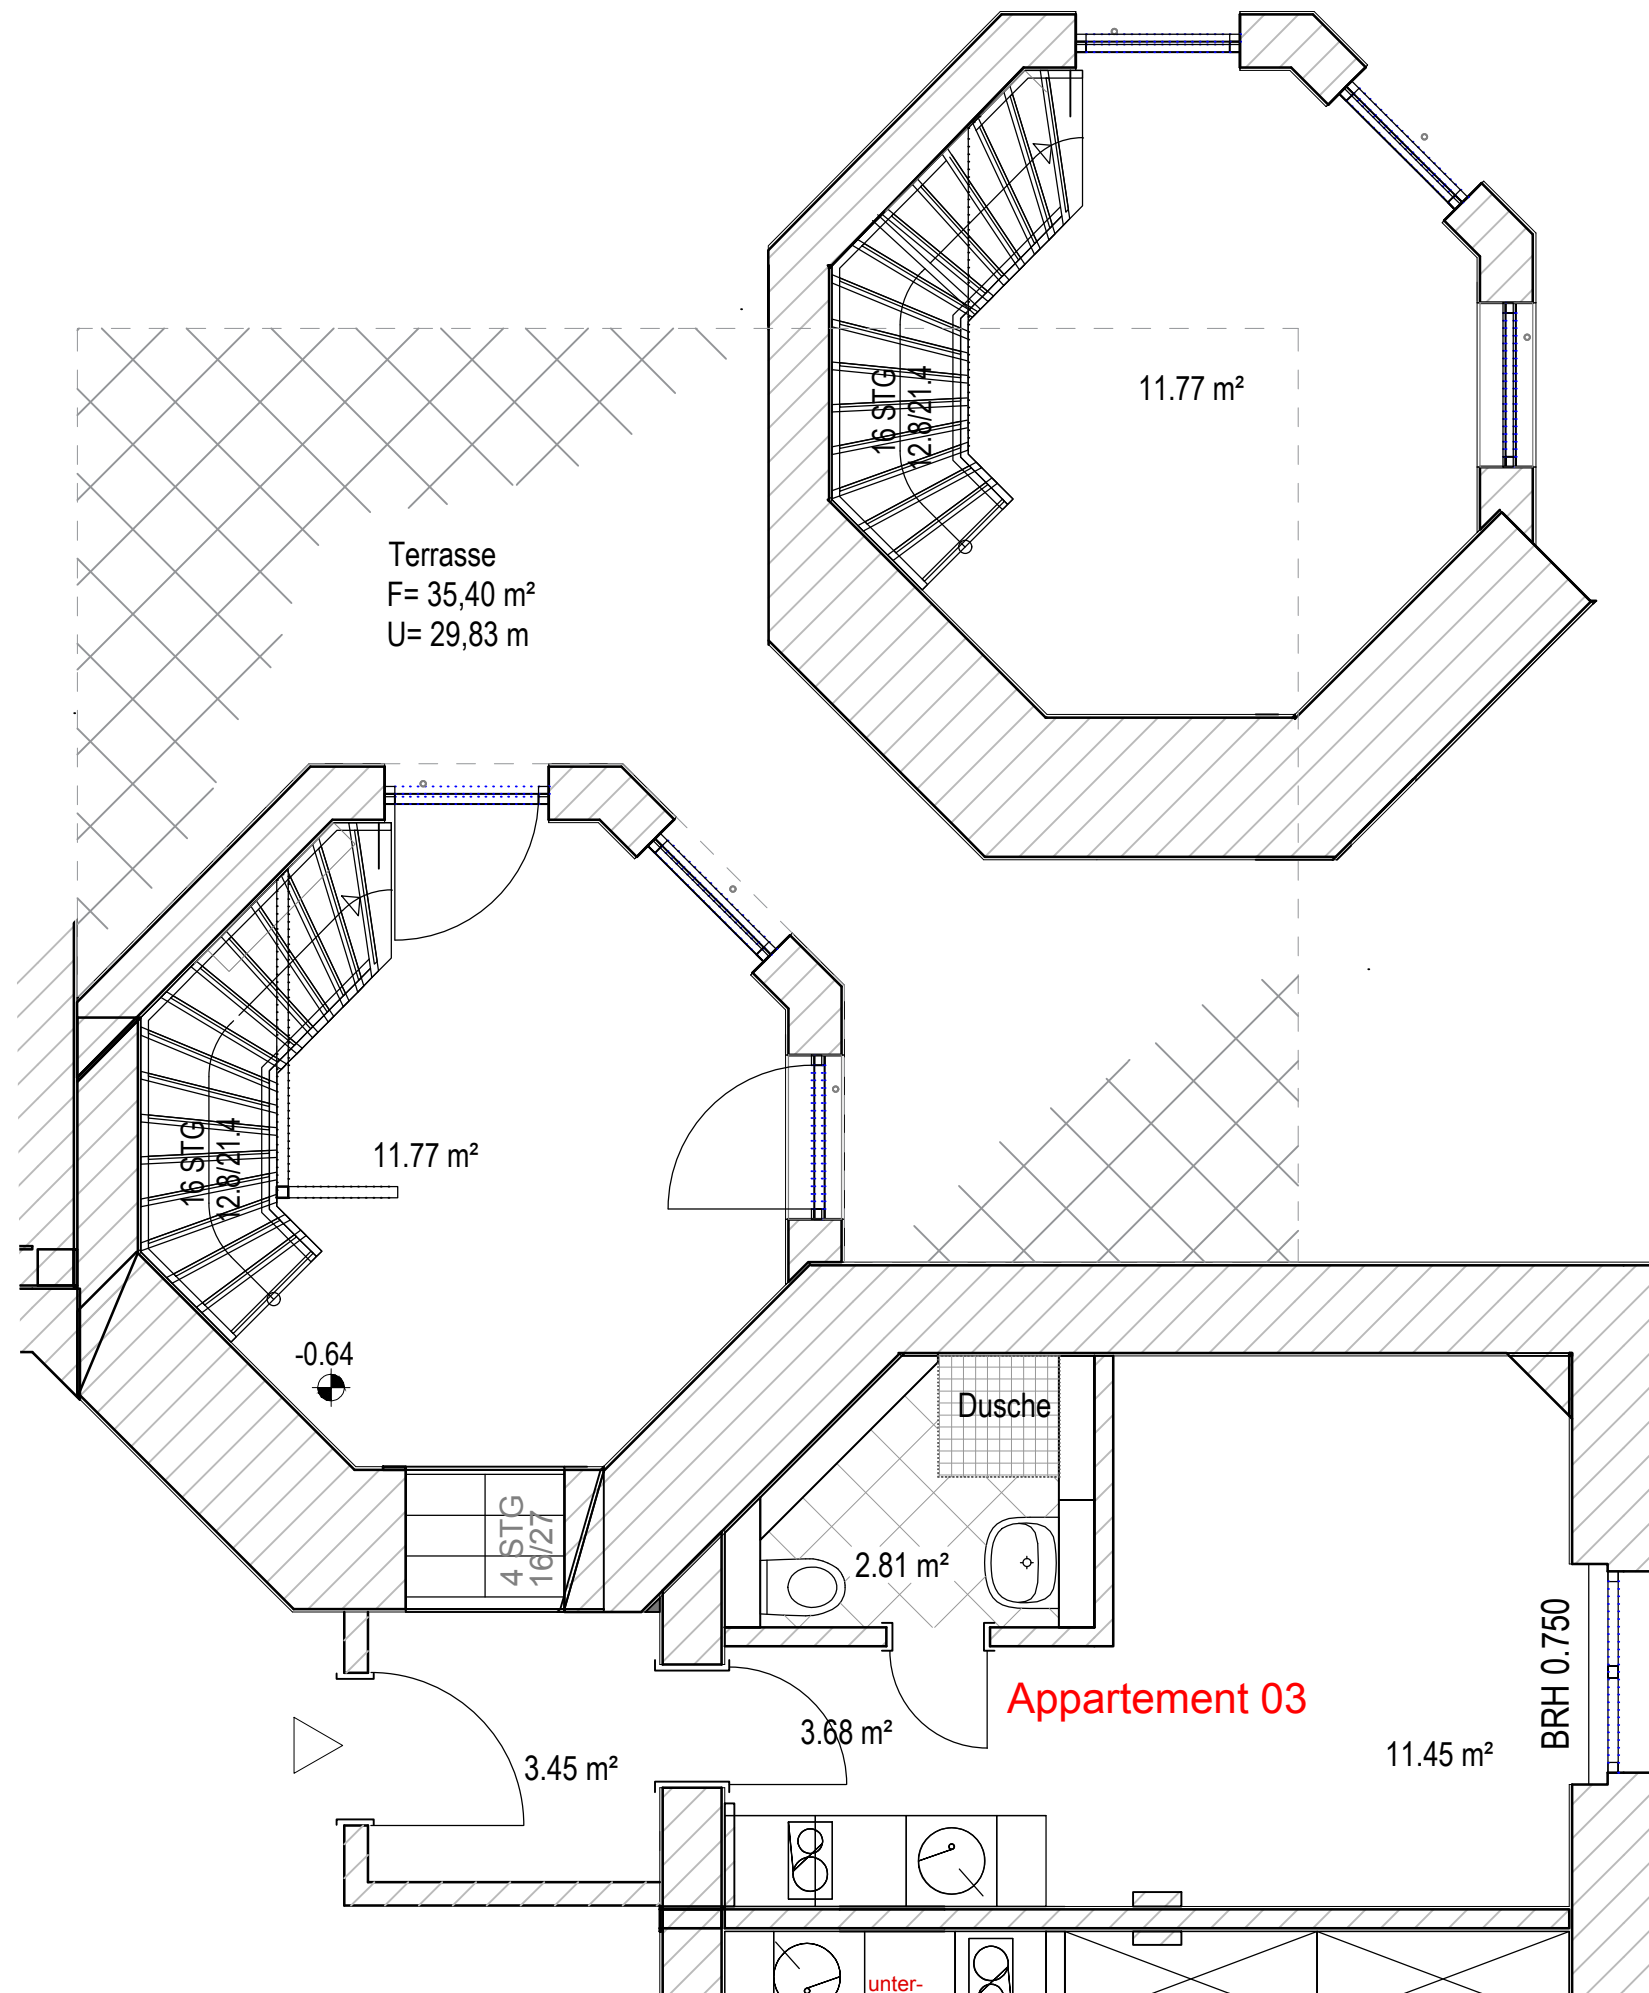 16 STG
12.8/21.4
11.77 m²
Terrasse
F= 35,40 m²
U= 29,83 m
16 STG
12.8/21.4
11.77 m²
-0.64
Dusche
4 STG
16/27
2.81 m²
BRH 0.750
Appartement 03
3.68 m²
11.45 m²
3.45 m²
unter-